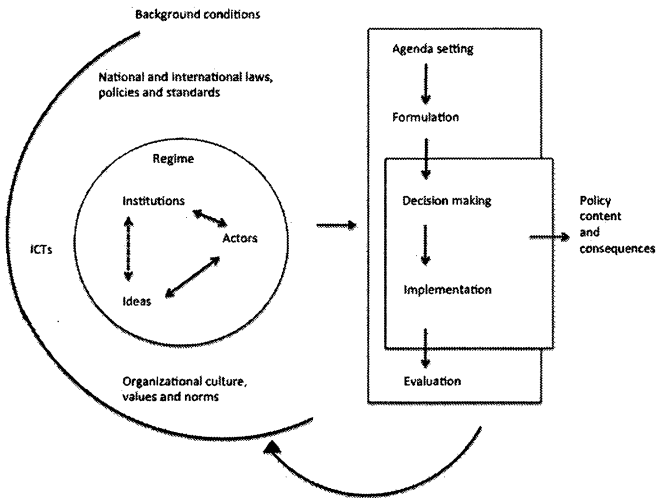 Background conditions
National and international laws,
policies and standards
Regime
Institutions
Actors
Ideas
ICTs
Organizational culture,
values and norms
Agenda setting
Formulation
Decision making
Implementation
Evaluation
Policy
content
and
consequences